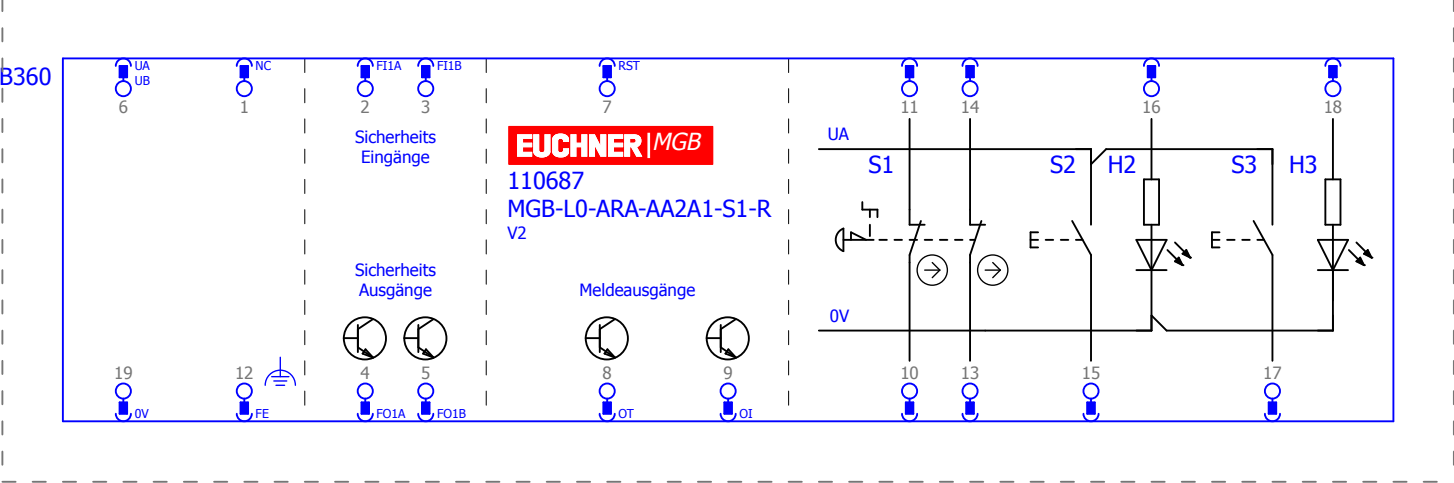 B360
UA
UB
NC
FI1A
FI1B
RST
6
1
2
3
7
11
14
16
18
Sicherheits
Eingänge
EUCHNER|MGB
110687
MGB-L0-ARA-AA2A1-S1-R
V2
UA
S1
S2
H2
S3
H3
Sicherheits
Ausgänge
Meldeausgänge
0V
19
12
4
5
8
9
10
13
15
17
0V
FE
FO1A
FO1B
OT
OI